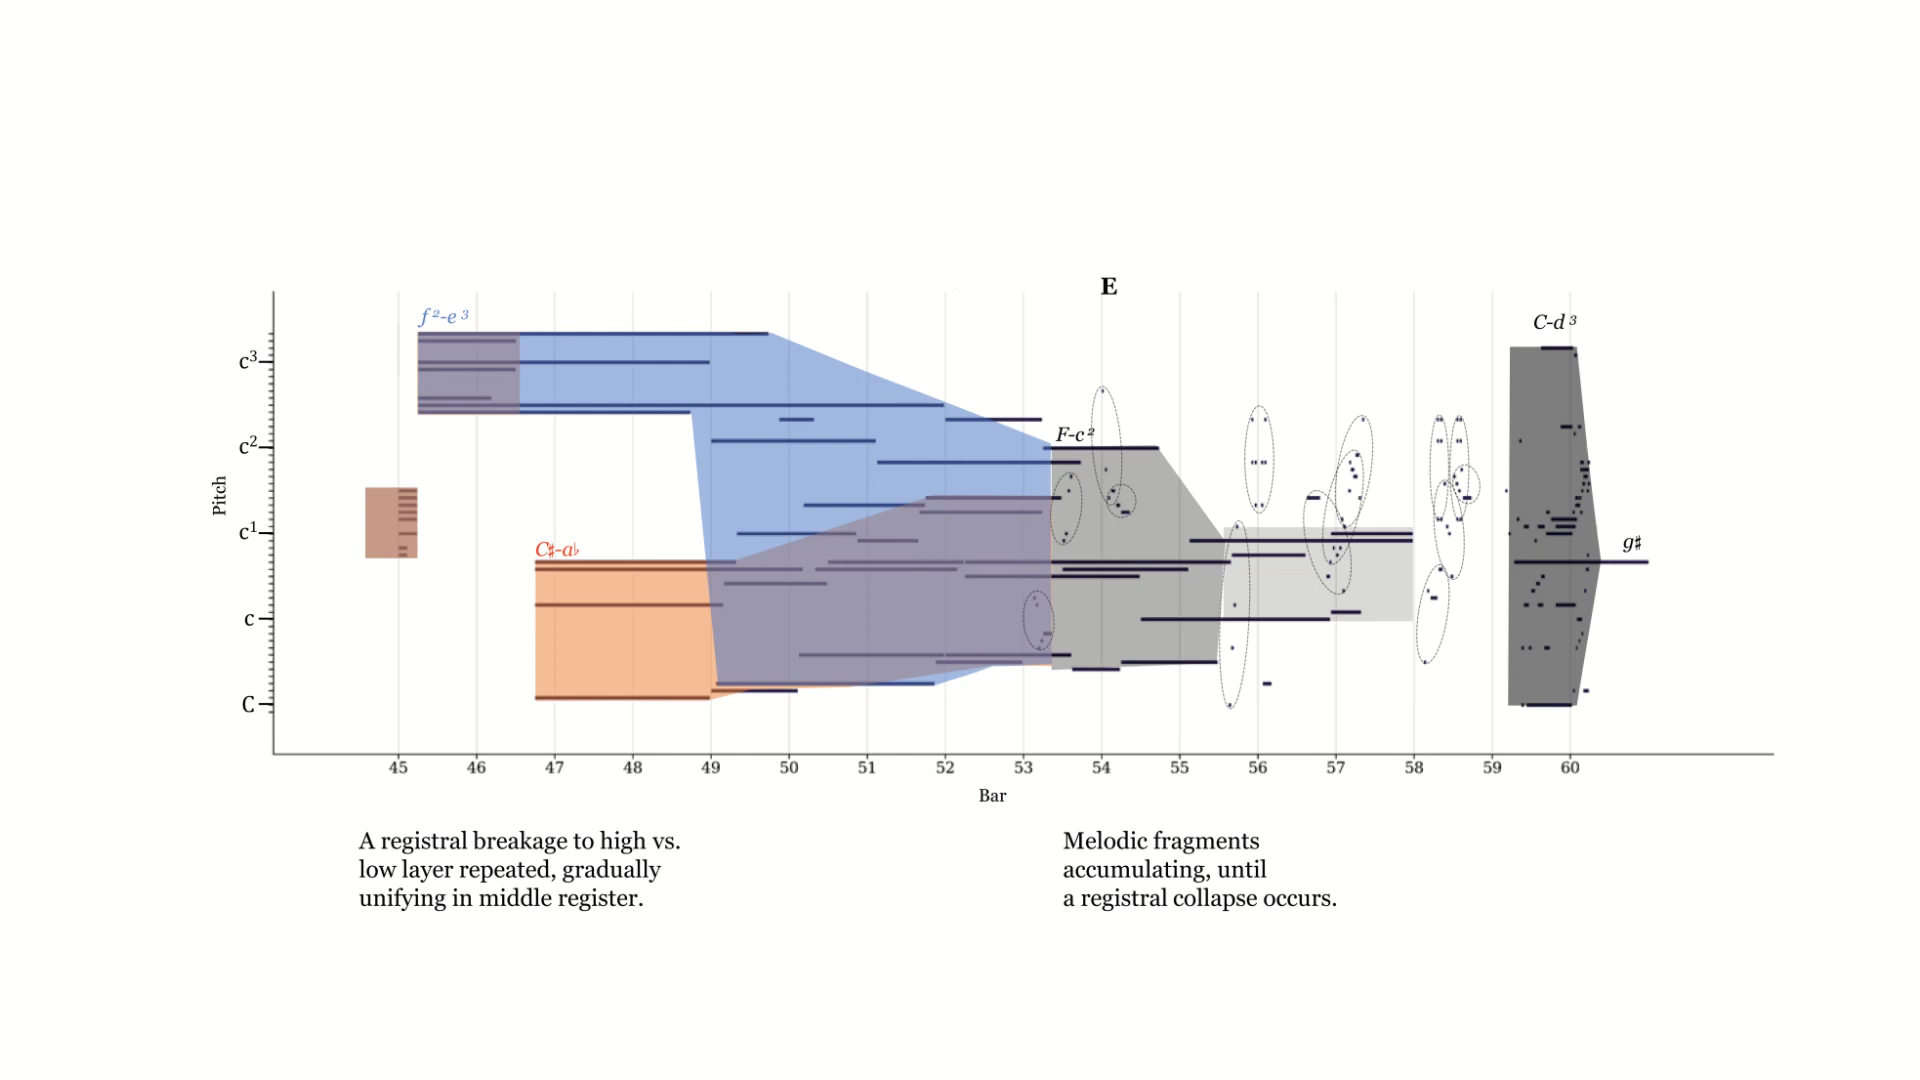 E
f²-e³
C-d³
c³
c²
F-c²
Pitch
c¹
C♯-a♭
g♯
c
C
45 46 47 48 49 50 51 52 53 54 55 56 57 58 59 60
Bar
A registral breakage to high vs.
low layer repeated, gradually
unifying in middle register.
Melodic fragments
accumulating, until
a registral collapse occurs.